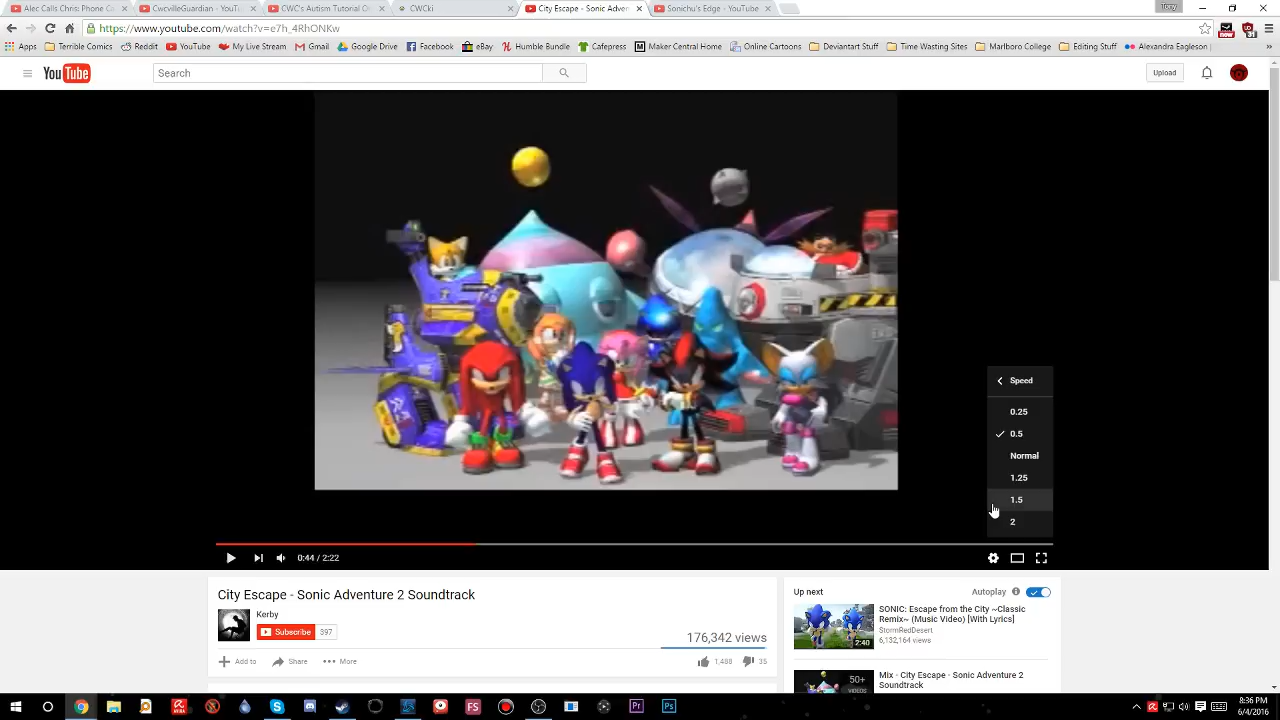 Alec Calls Chris: Phone Co
CwcvilleGuardian - YouTu
CWC's Autism Tutorial O
CWCki
City Escape - Sonic Adven
Sonichu's Edge - YouTube
https://www.youtube.com/watch?v=e7h_4RhONKw
Apps
Terrible Comics
Reddit
YouTube
My Live Stream
Gmail
Google Drive
Facebook
eBay
Humble Bundle
Cafepress
Maker Central Home
Online Cartoons
Deviantart Stuff
Time Wasting Sites
Marlboro College
Editing Stuff
Alexandra Eagleson |
YouTube
Search
Upload
Speed
0.25
0.5
Normal
1.25
1.5
2
0:44 / 2:22
City Escape - Sonic Adventure 2 Soundtrack
Kerby
Subscribe 397
176,342 views
Add to
Share
More
1,488
35
Up next
Autoplay
SONIC: Escape from the City ~Classic
Remix~ (Music Video) [With Lyrics]
StormRedDesert
6,132,164 views
2:40
Mix - City Escape - Sonic Adventure 2
Soundtrack
50+
VIDEOS
8:36 PM
6/4/2016